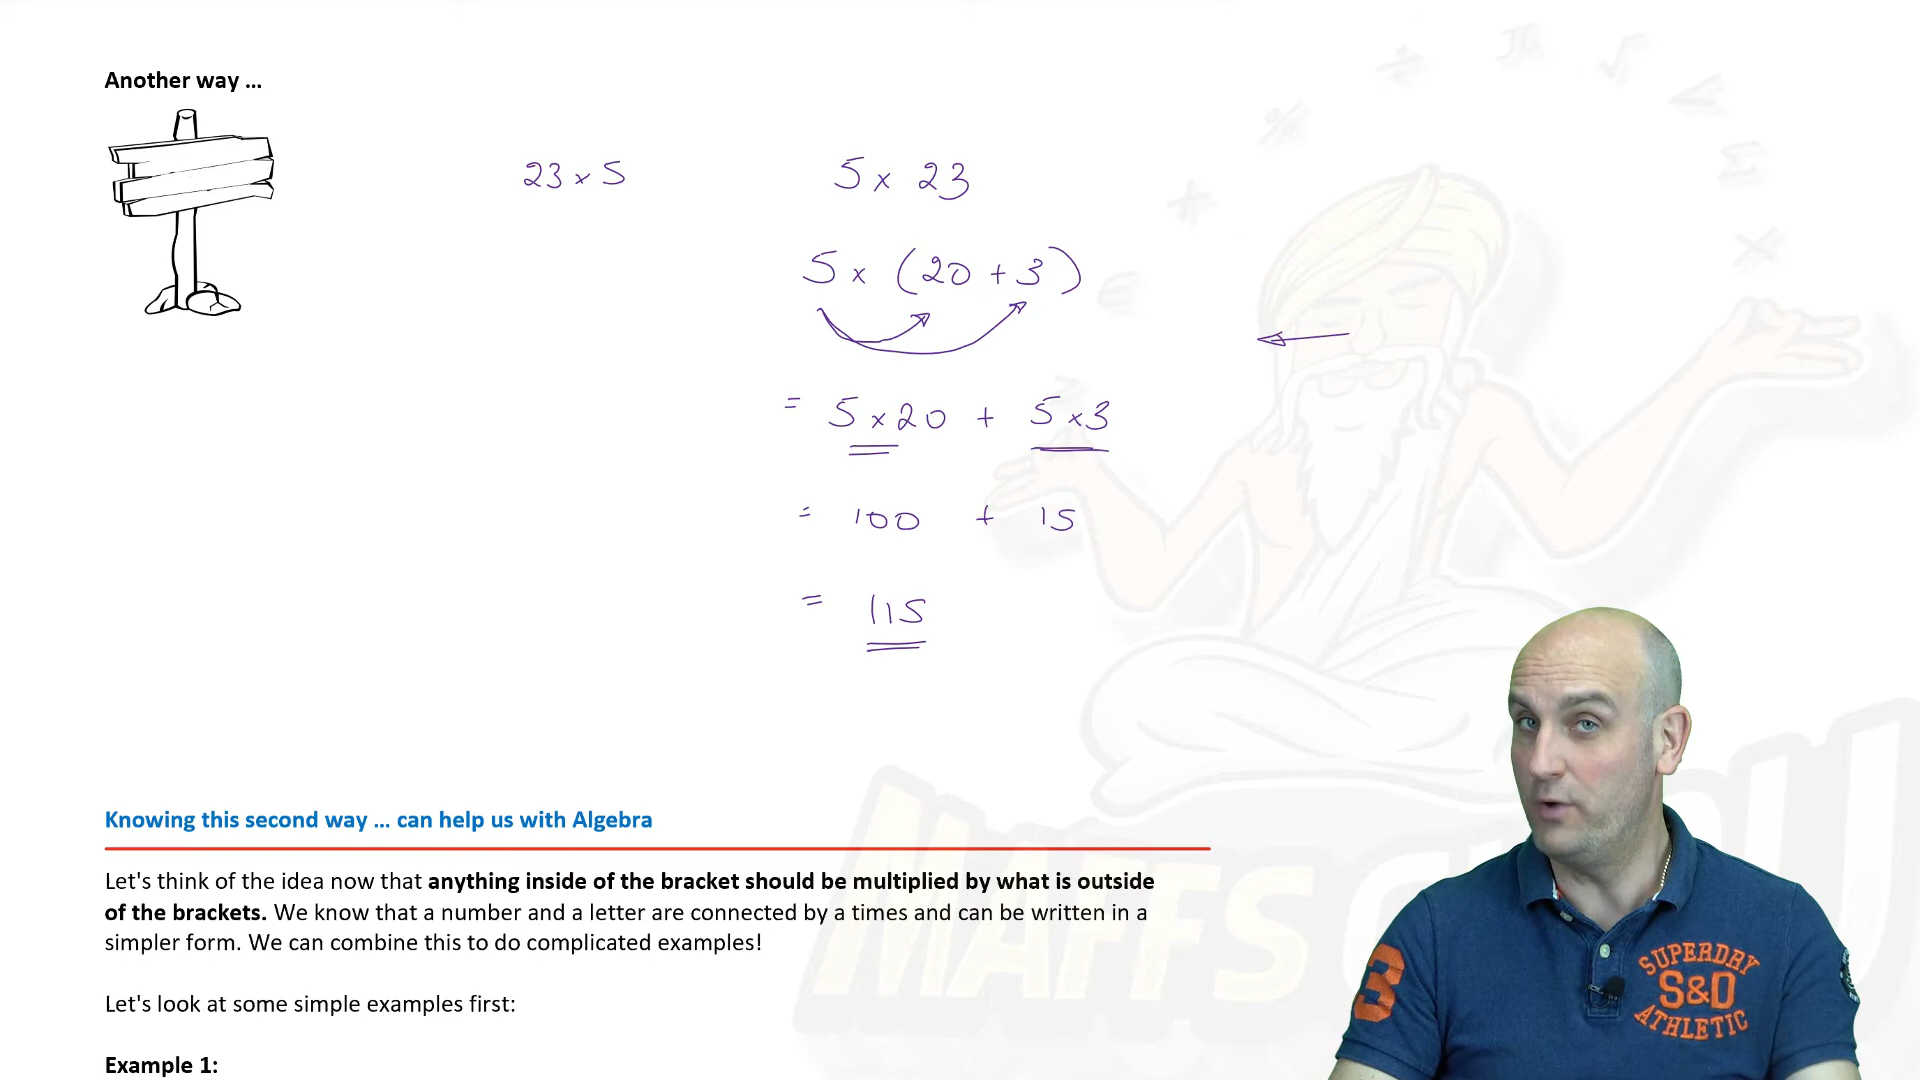 Another way ...
23 × 5
5 × 23
5 × (20 + 3)
= 5 × 20 + 5 × 3
= 100 + 15
= 115
Knowing this second way ... can help us with Algebra
Let's think of the idea now that anything inside of the bracket should be multiplied by what is outside
of the brackets. We know that a number and a letter are connected by a times and can be written in a
simpler form. We can combine this to do complicated examples!
Let's look at some simple examples first:
Example 1:
MAFFS GURU
3
SUPERDRY
S&D
ATHLETIC